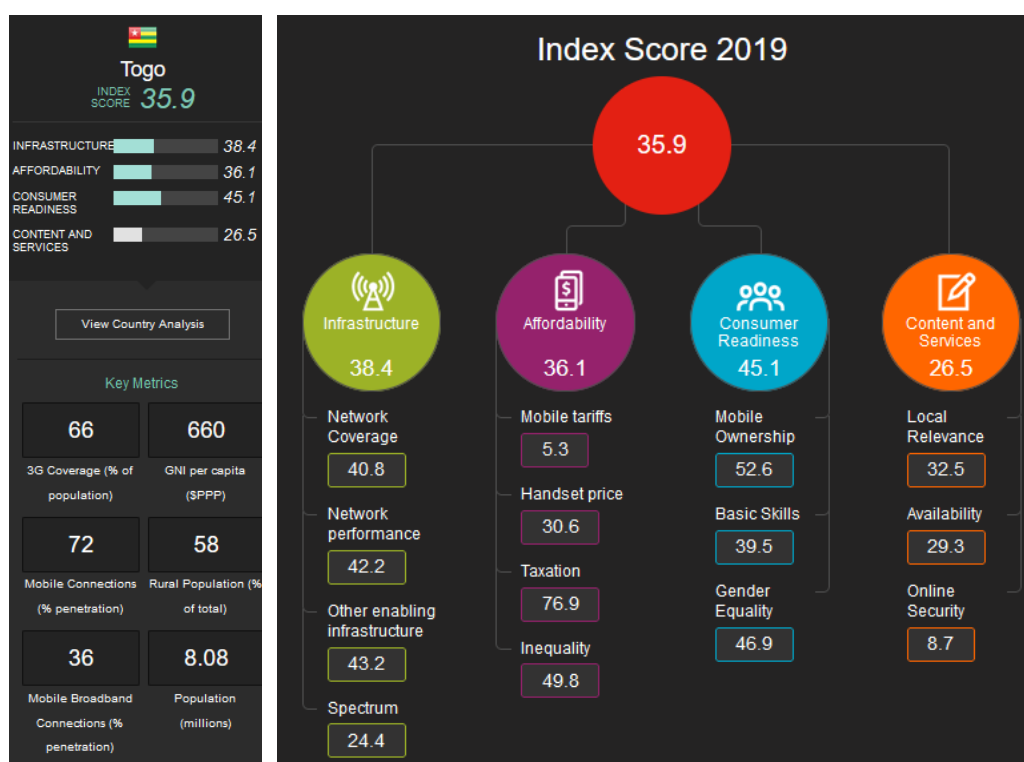 Togo
INDEX
SCORE 35.9
INFRASTRUCTURE 38.4
AFFORDABILITY 36.1
CONSUMER
READINESS 45.1
CONTENT AND
SERVICES 26.5
View Country Analysis
Key Metrics
66
3G Coverage (% of
population)
660
GNI per capita
($PPP)
72
Mobile Connections
(% penetration)
58
Rural Population (%
of total)
36
Mobile Broadband
Connections (%
penetration)
8.08
Population
(millions)
Index Score 2019
35.9
Infrastructure
38.4
Network
Coverage
40.8
Network
performance
42.2
Other enabling
infrastructure
43.2
Spectrum
24.4
$
Affordability
36.1
Mobile tariffs
5.3
Handset price
30.6
Taxation
76.9
Inequality
49.8
Consumer
Readiness
45.1
Mobile
Ownership
52.6
Basic Skills
39.5
Gender
Equality
46.9
Content and
Services
26.5
Local
Relevance
32.5
Availability
29.3
Online
Security
8.7